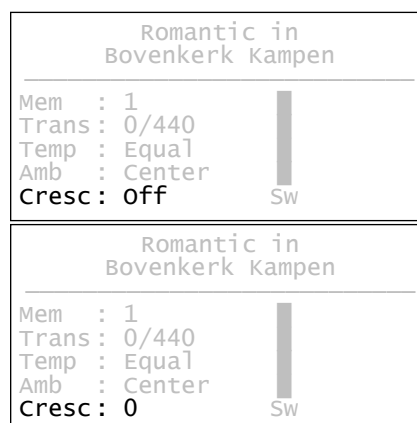 Romantic in
Bovenkerk Kampen
Mem : 1
Trans: 0/440
Temp : Equal
Amb : Center
Cresc: Off Sw
Romantic in
Bovenkerk Kampen
Mem : 1
Trans: 0/440
Temp : Equal
Amb : Center
Cresc: 0 Sw